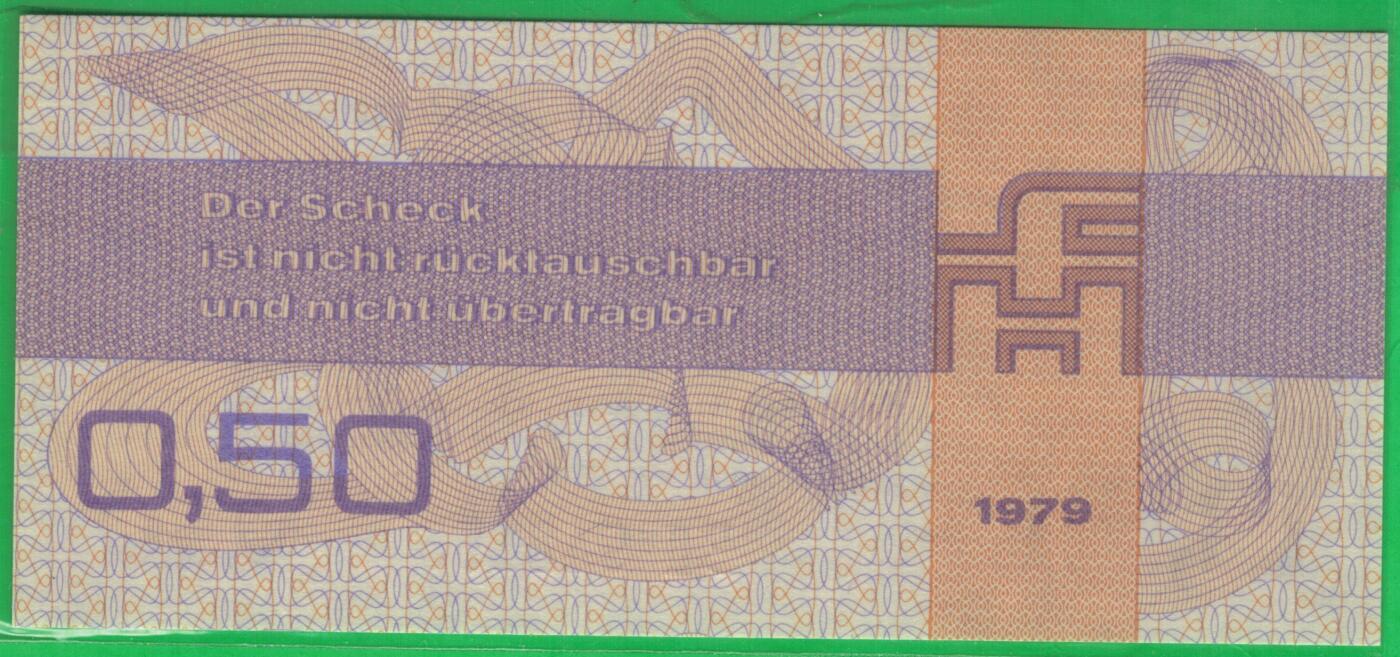 Der Scheck
ist nicht rücktauschbar
und nicht übertragbar
0,50
1979